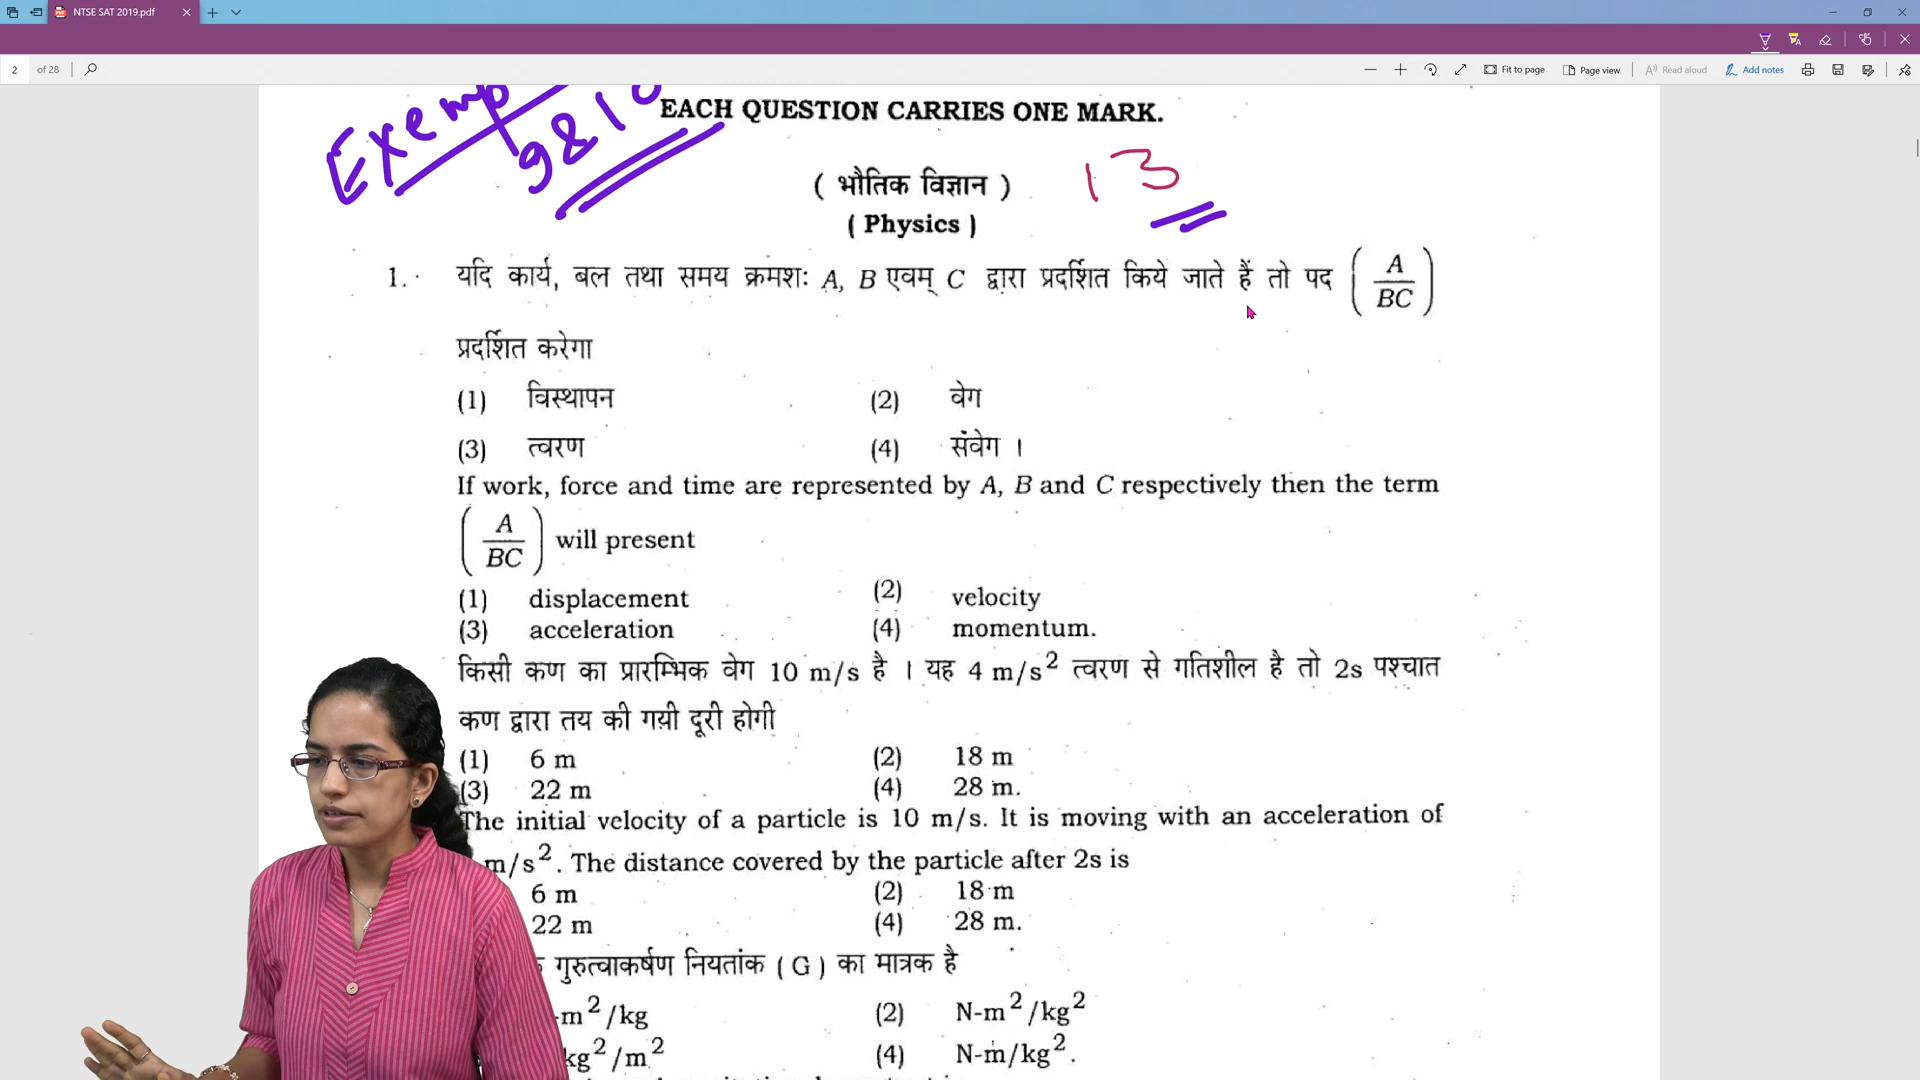 NTSE SAT 2019.pdf
2 of 28 Fit to page Page view Read aloud Add notes
EACH QUESTION CARRIES ONE MARK.
9 & 10
( भौतिक विज्ञान ) 13
( Physics )
1. यदि कार्य, बल तथा समय क्रमशः A, B एवम् C द्वारा प्रदर्शित किये जाते हैं तो पद (A/BC)
प्रदर्शित करेगा
(1) विस्थापन (2) वेग
(3) त्वरण (4) संवेग ।
If work, force and time are represented by A, B and C respectively then the term
(A/BC) will present
(1) displacement (2) velocity
(3) acceleration (4) momentum.
किसी कण का प्रारम्भिक वेग 10 m/s है । यह 4 m/s² त्वरण से गतिशील है तो 2s पश्चात
कण द्वारा तय की गयी दूरी होगी
(1) 6 m (2) 18 m
(3) 22 m (4) 28 m.
The initial velocity of a particle is 10 m/s. It is moving with an acceleration of
m/s². The distance covered by the particle after 2s is
6 m (2) 18 m
22 m (4) 28 m.
गुरुत्वाकर्षण नियतांक ( G ) का मात्रक है
-m²/kg (2) N-m²/kg²
kg²/m² (4) N-m/kg².